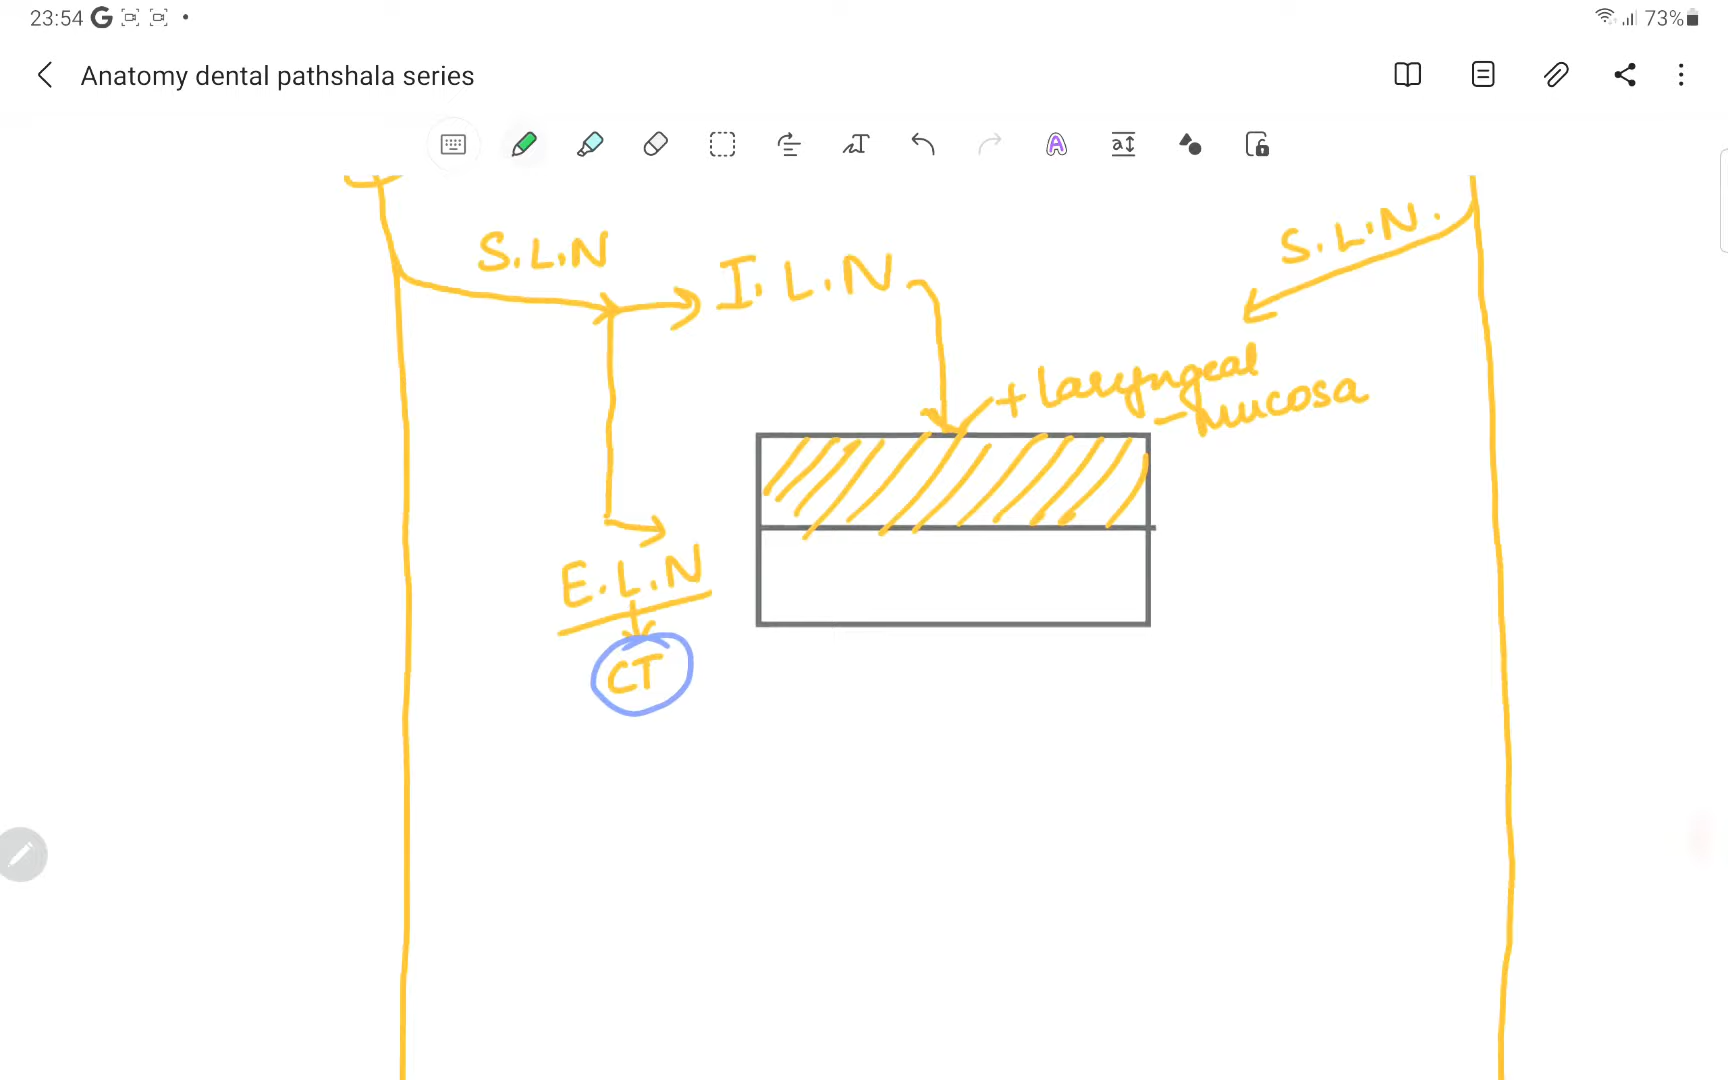 23:54 G 73%
Anatomy dental pathshala series
S.L.N
I.L.N
S.L.N.
+ Laryngeal
- Mucosa
E.L.N
CT